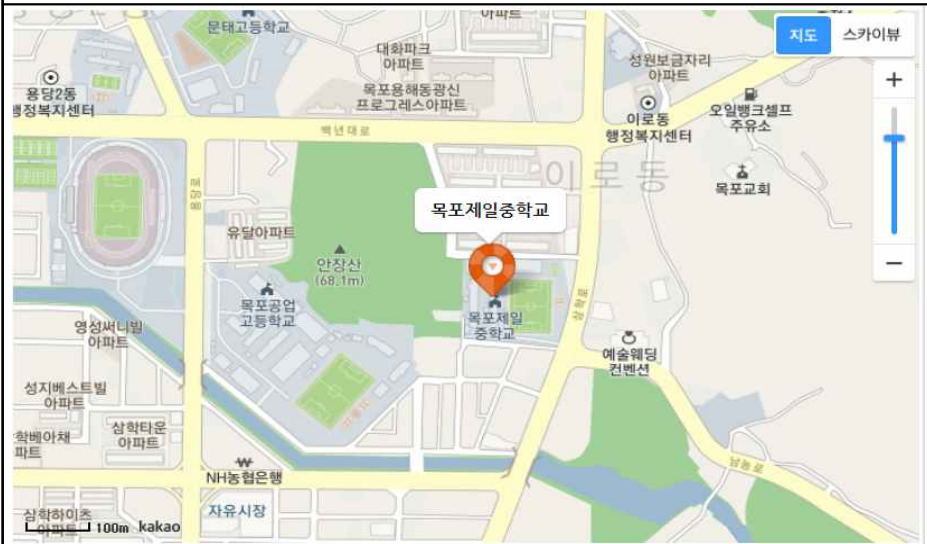 아파트
문태고등학교
지도
스카이뷰
대화파크
아파트
성원보금자리
아파트
용당2동
행정복지센터
목포용해동광신
프로그레스아파트
이로동
행정복지센터
오일뱅크셀프
주유소
+
백년대로
이로동
목포교회
용당로
목포제일중학교
유달아파트
안장산
(68.1m)
−
목포공업
고등학교
목포제일
중학교
삼학로
영성써니빌
아파트
예술웨딩
컨벤션
성지베스트빌
아파트
삼학타운
아파트
학베아채
파트
NH농협은행
남농로
삼학하이츠
아파트
자유시장
100m kakao